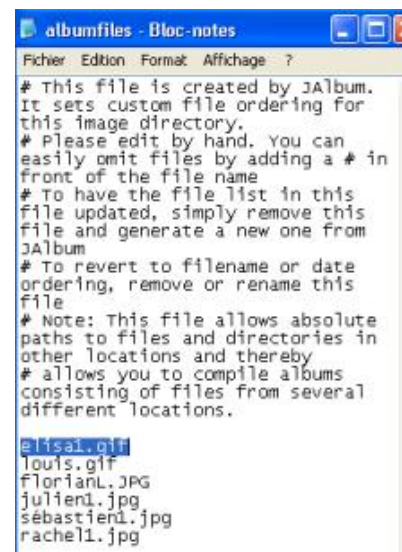 albumfiles - Bloc-notes
Fichier Edition Format Affichage ?
# This file is created by JAlbum.
It sets custom file ordering for
this image directory.
# Please edit by hand. You can
easily omit files by adding a # in
front of the file name
# To have the file list in this
file updated, simply remove this
file and generate a new one from
JAlbum
# To revert to filename or date
ordering, remove or rename this
file
# Note: This file allows absolute
paths to files and directories in
other locations and thereby
# allows you to compile albums
consisting of files from several
different locations.
elisa1.gif
louis.gif
florianL.JPG
julien1.jpg
sébastien1.jpg
rachel1.jpg